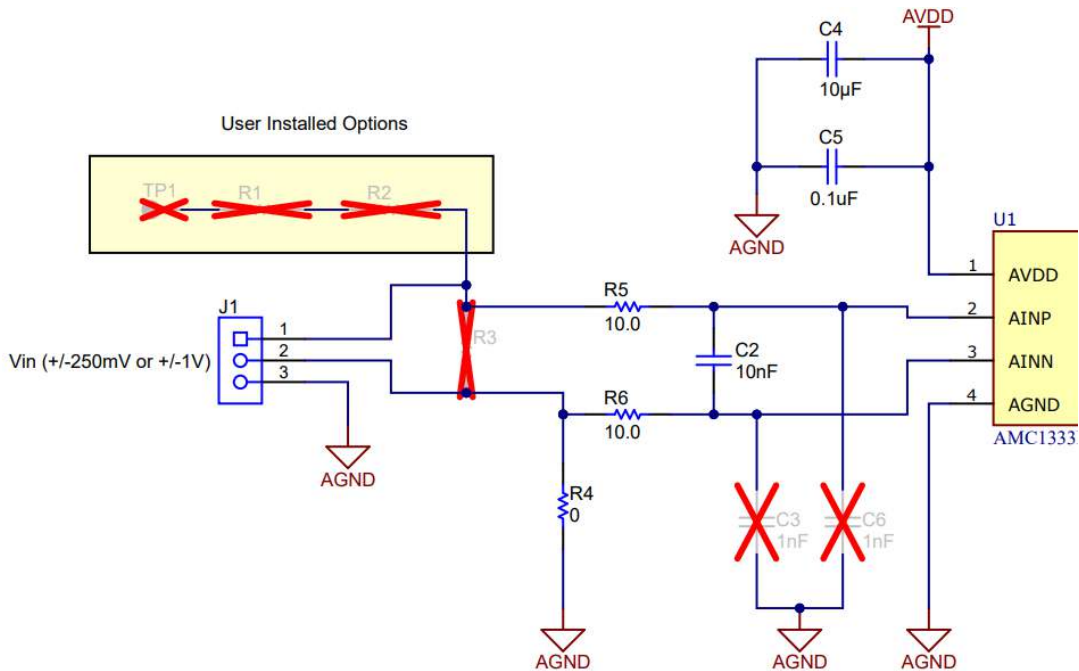 AVDD
C4
10µF
User Installed Options
C5
0.1uF
TP1
R1
R2
AGND
U1
1
AVDD
R5
10.0
2
AINP
J1
1
2
3
Vin (+/-250mV or +/-1V)
R3
C2
10nF
3
AINN
R6
10.0
4
AGND
AMC1333
AGND
R4
0
C3
1nF
C6
1nF
AGND
AGND
AGND